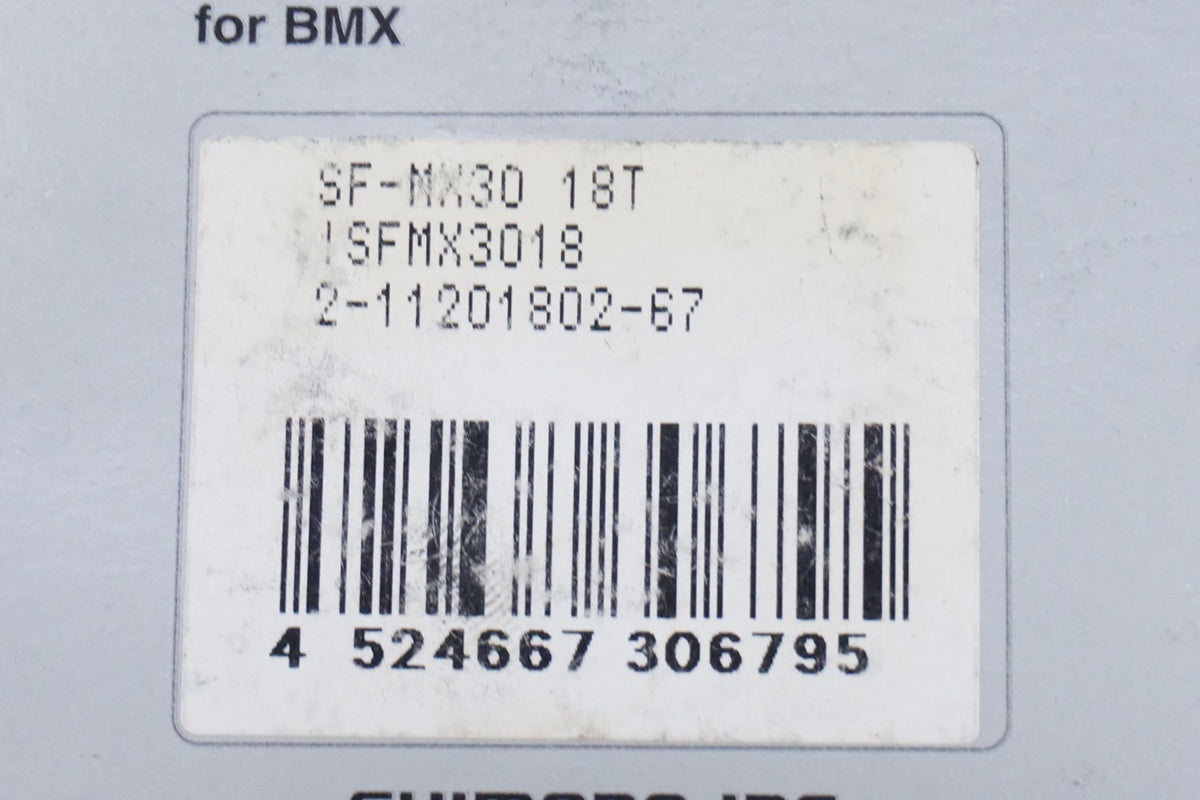 for BMX
SF-MX30 18T
ISFMX3018
2-11201802-67
4 524667 306795